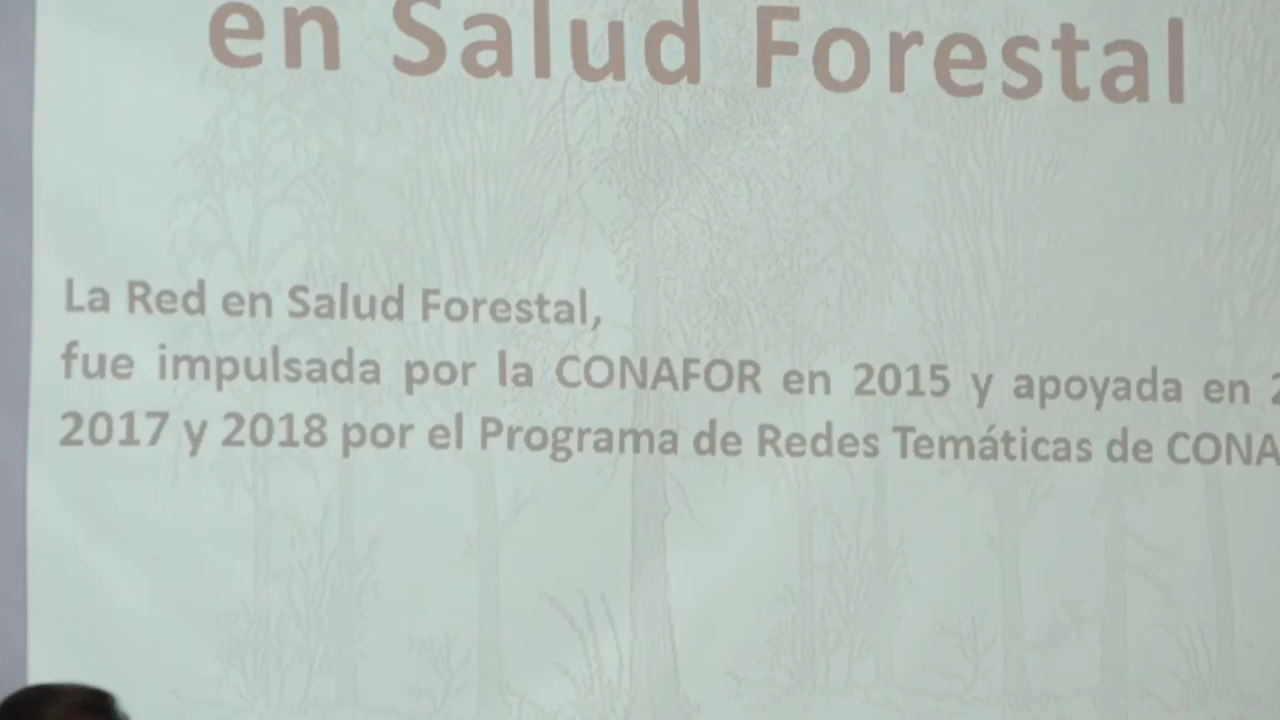 en Salud Forestal
La Red en Salud Forestal,
fue impulsada por la CONAFOR en 2015 y apoyada en
2017 y 2018 por el Programa de Redes Temáticas de